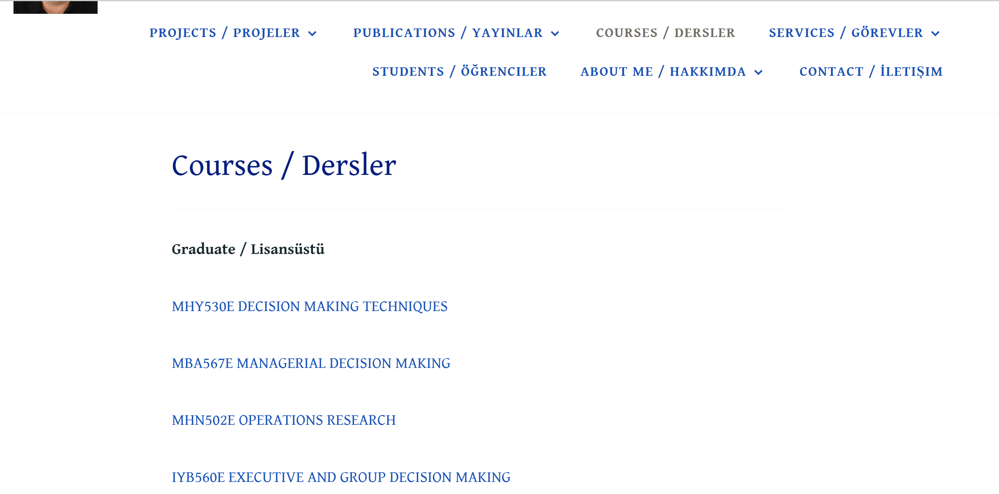 PROJECTS / PROJELER PUBLICATIONS / YAYINLAR COURSES / DERSLER SERVICES / GÖREVLER
STUDENTS / ÖĞRENCILER ABOUT ME / HAKKIMDA CONTACT / İLETIŞIM
Courses / Dersler
Graduate / Lisansüstü
MHY530E DECISION MAKING TECHNIQUES
MBA567E MANAGERIAL DECISION MAKING
MHN502E OPERATIONS RESEARCH
IYB560E EXECUTIVE AND GROUP DECISION MAKING